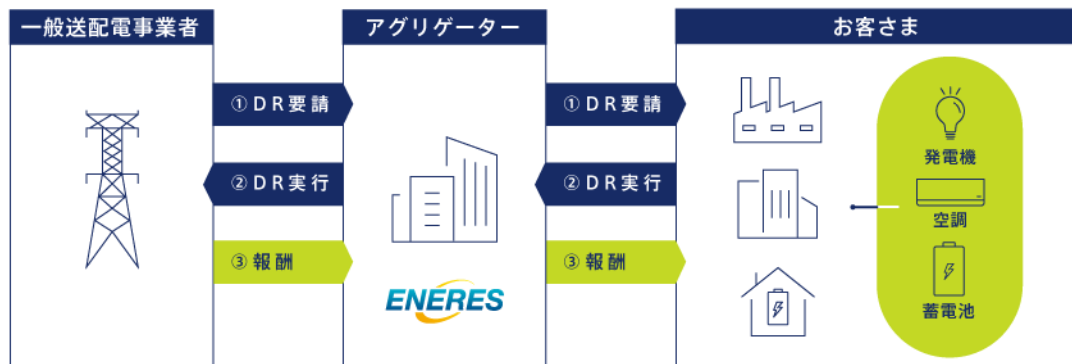 一般送配電事業者
アグリゲーター
お客さま
①DR要請
②DR実行
③報酬
ENERES
①DR要請
②DR実行
③報酬
発電機
空調
蓄電池